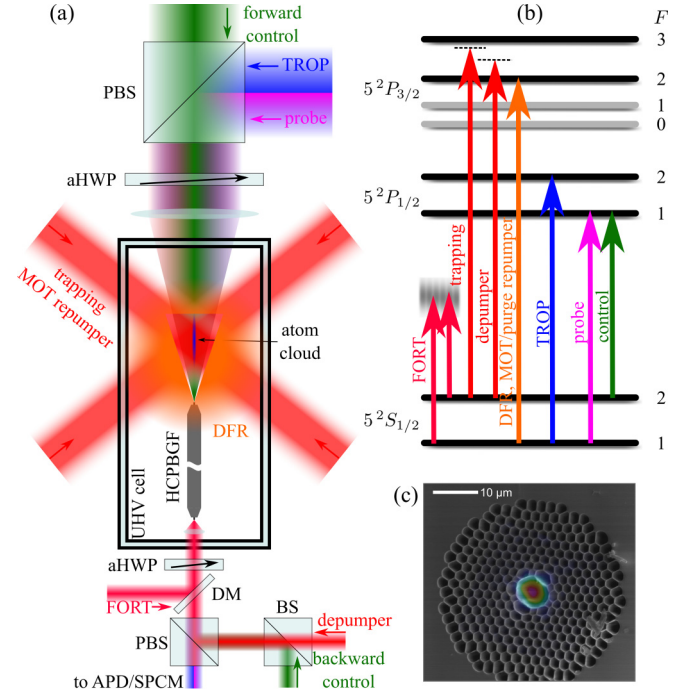 (a)
forward
control
PBS
TROP
probe
aHWP
trapping
MOT repumper
atom
cloud
DFR
HCPBGF
UHV cell
aHWP
DM
FORT
BS
depumper
PBS
backward
control
to APD/SPCM
(b)
F
3
2
5 ²P₃/₂
1
0
2
5 ²P₁/₂
1
FORT
trapping
depumper
DFR, MOT/purge repumper
TROP
probe
control
2
5 ²S₁/₂
1
(c)
10 µm